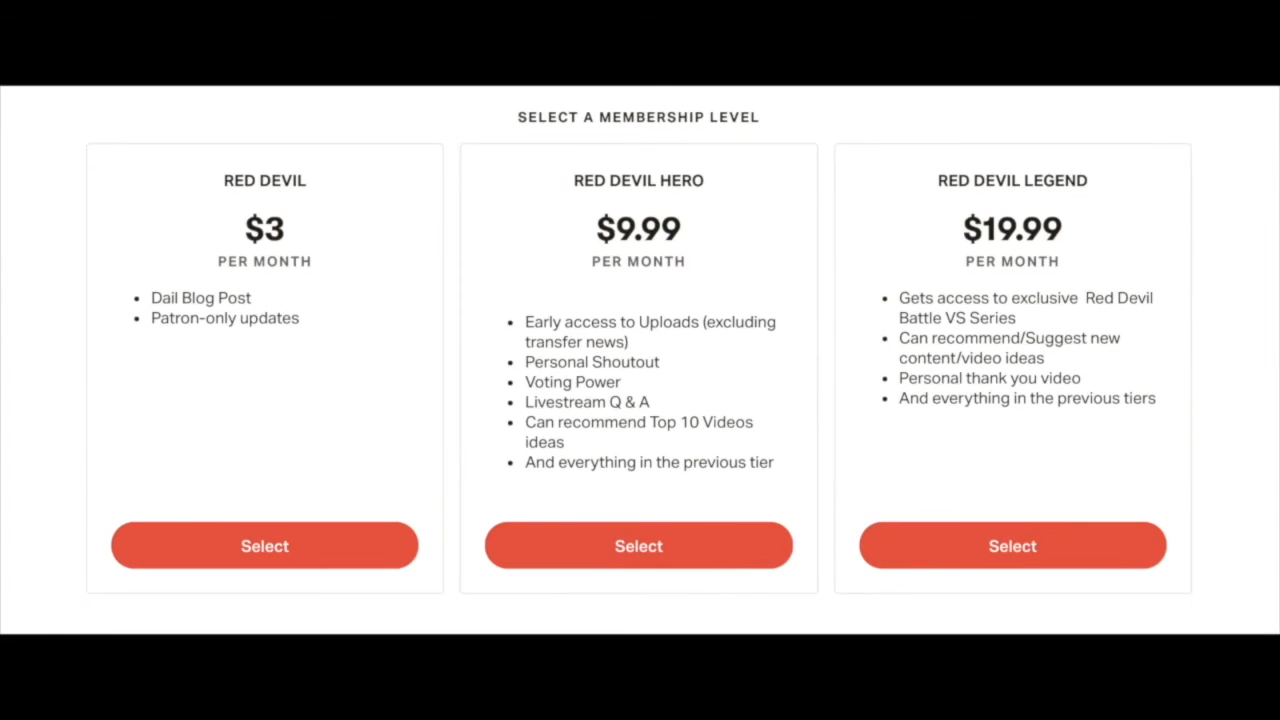 SELECT A MEMBERSHIP LEVEL
RED DEVIL
$3
PER MONTH
Dail Blog Post
Patron-only updates
Select
RED DEVIL HERO
$9.99
PER MONTH
Early access to Uploads (excluding
transfer news)
Personal Shoutout
Voting Power
Livestream Q & A
Can recommend Top 10 Videos
ideas
And everything in the previous tier
Select
RED DEVIL LEGEND
$19.99
PER MONTH
Gets access to exclusive Red Devil
Battle VS Series
Can recommend/Suggest new
content/video ideas
Personal thank you video
And everything in the previous tiers
Select